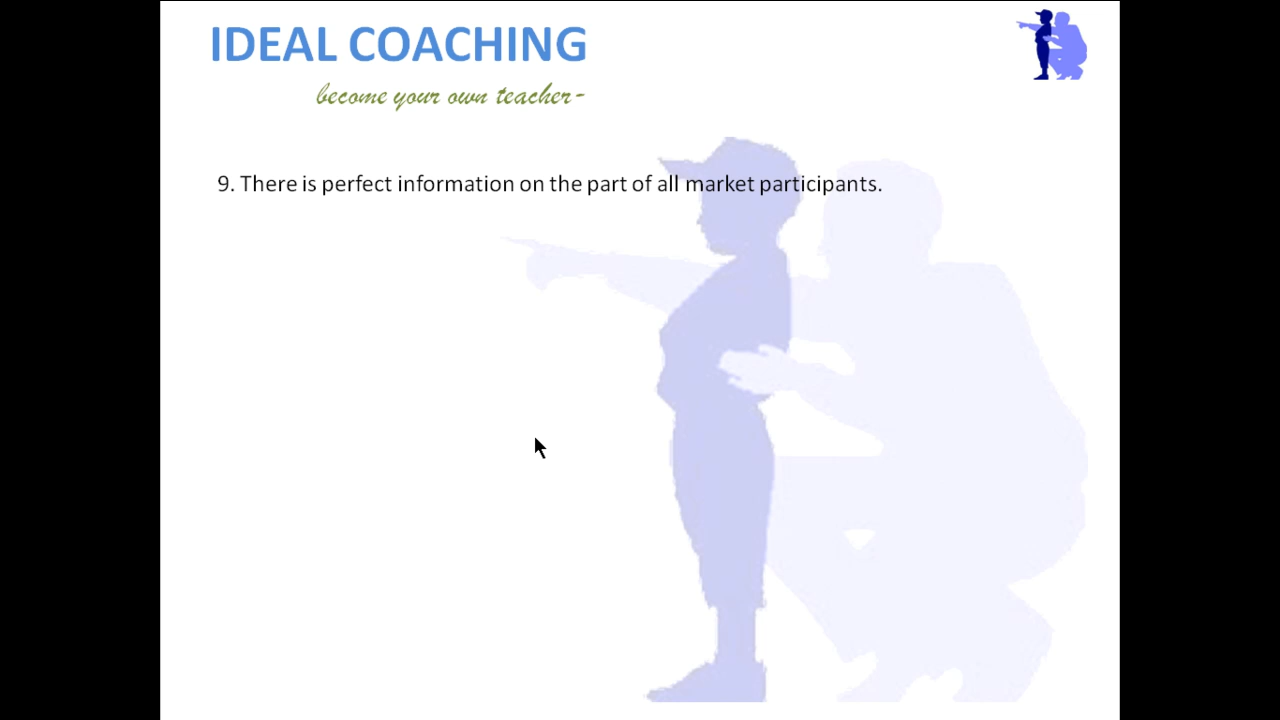 IDEAL COACHING
become your own teacher-
9. There is perfect information on the part of all market participants.